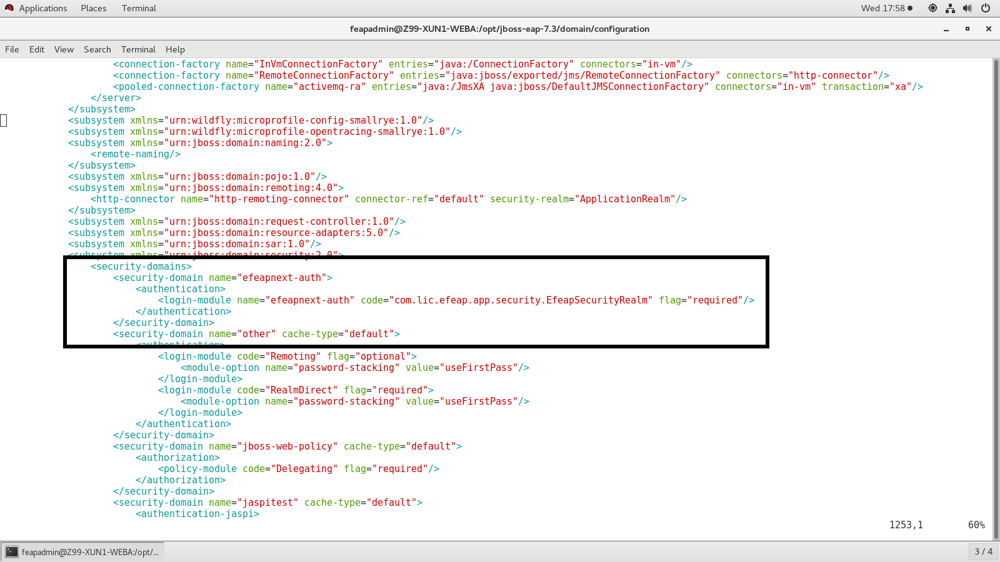 Applications Places Terminal Wed 17:58
feapadmin@Z99-XUN1-WEBA:/opt/jboss-eap-7.3/domain/configuration
File Edit View Search Terminal Help
<connection-factory name="InVmConnectionFactory" entries="java:/ConnectionFactory" connectors="in-vm"/>
<connection-factory name="RemoteConnectionFactory" entries="java:jboss/exported/jms/RemoteConnectionFactory" connectors="http-connector"/>
<pooled-connection-factory name="activemq-ra" entries="java:/JmsXA java:jboss/DefaultJMSConnectionFactory" connectors="in-vm" transaction="xa"/>
</server>
</subsystem>
<subsystem xmlns="urn:wildfly:microprofile-config-smallrye:1.0"/>
<subsystem xmlns="urn:wildfly:microprofile-opentracing-smallrye:1.0"/>
<subsystem xmlns="urn:jboss:domain:naming:2.0">
<remote-naming/>
</subsystem>
<subsystem xmlns="urn:jboss:domain:pojo:1.0"/>
<subsystem xmlns="urn:jboss:domain:remoting:4.0">
<http-connector name="http-remoting-connector" connector-ref="default" security-realm="ApplicationRealm"/>
</subsystem>
<subsystem xmlns="urn:jboss:domain:request-controller:1.0"/>
<subsystem xmlns="urn:jboss:domain:resource-adapters:5.0"/>
<subsystem xmlns="urn:jboss:domain:sar:1.0"/>
<subsystem xmlns="urn:jboss:domain:security:2.0">
<security-domains>
<security-domain name="efeapnext-auth">
<authentication>
<login-module name="efeapnext-auth" code="com.lic.efeap.app.security.EfeapSecurityRealm" flag="required"/>
</authentication>
</security-domain>
<security-domain name="other" cache-type="default">
<authentication>
<login-module code="Remoting" flag="optional">
<module-option name="password-stacking" value="useFirstPass"/>
</login-module>
<login-module code="RealmDirect" flag="required">
<module-option name="password-stacking" value="useFirstPass"/>
</login-module>
</authentication>
</security-domain>
<security-domain name="jboss-web-policy" cache-type="default">
<authorization>
<policy-module code="Delegating" flag="required"/>
</authorization>
</security-domain>
<security-domain name="jaspitest" cache-type="default">
<authentication-jaspi>
1253,1 60%
feapadmin@Z99-XUN1-WEBA:/opt/... 3 / 4